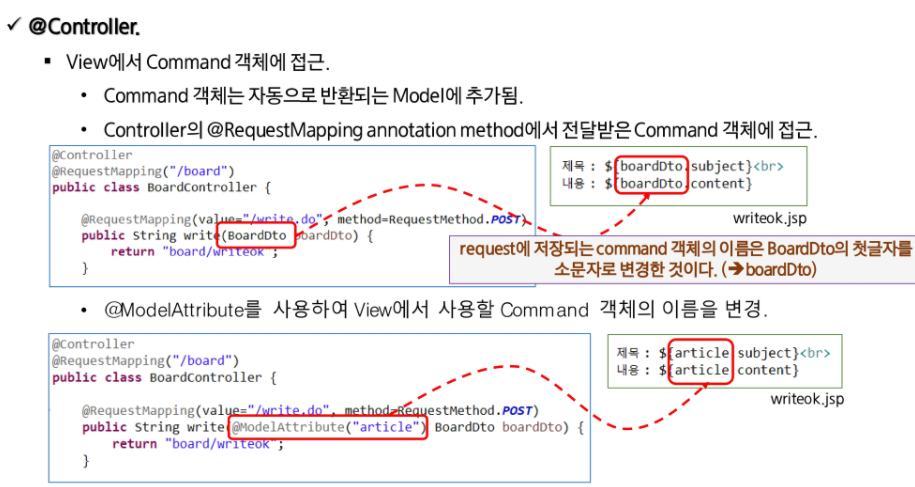 ✓ @Controller.
▪ View에서 Command 객체에 접근.
• Command 객체는 자동으로 반환되는 Model에 추가됨.
• Controller의 @RequestMapping annotation method에서 전달받은 Command 객체에 접근.
@Controller
@RequestMapping("/board")
public class BoardController {
@RequestMapping(value="/write.do", method=RequestMethod.POST)
public String write(BoardDto boardDto) {
return "board/writeok";
}
제목 : ${boardDto.subject}<br>
내용 : ${boardDto.content}
writeok.jsp
request에 저장되는 command 객체의 이름은 BoardDto의 첫글자를
소문자로 변경한 것이다. (➔boardDto)
• @ModelAttribute를 사용하여 View에서 사용할 Command 객체의 이름을 변경.
@Controller
@RequestMapping("/board")
public class BoardController {
@RequestMapping(value="/write.do", method=RequestMethod.POST)
public String write(@ModelAttribute("article") BoardDto boardDto) {
return "board/writeok";
}
제목 : ${article.subject}<br>
내용 : ${article.content}
writeok.jsp